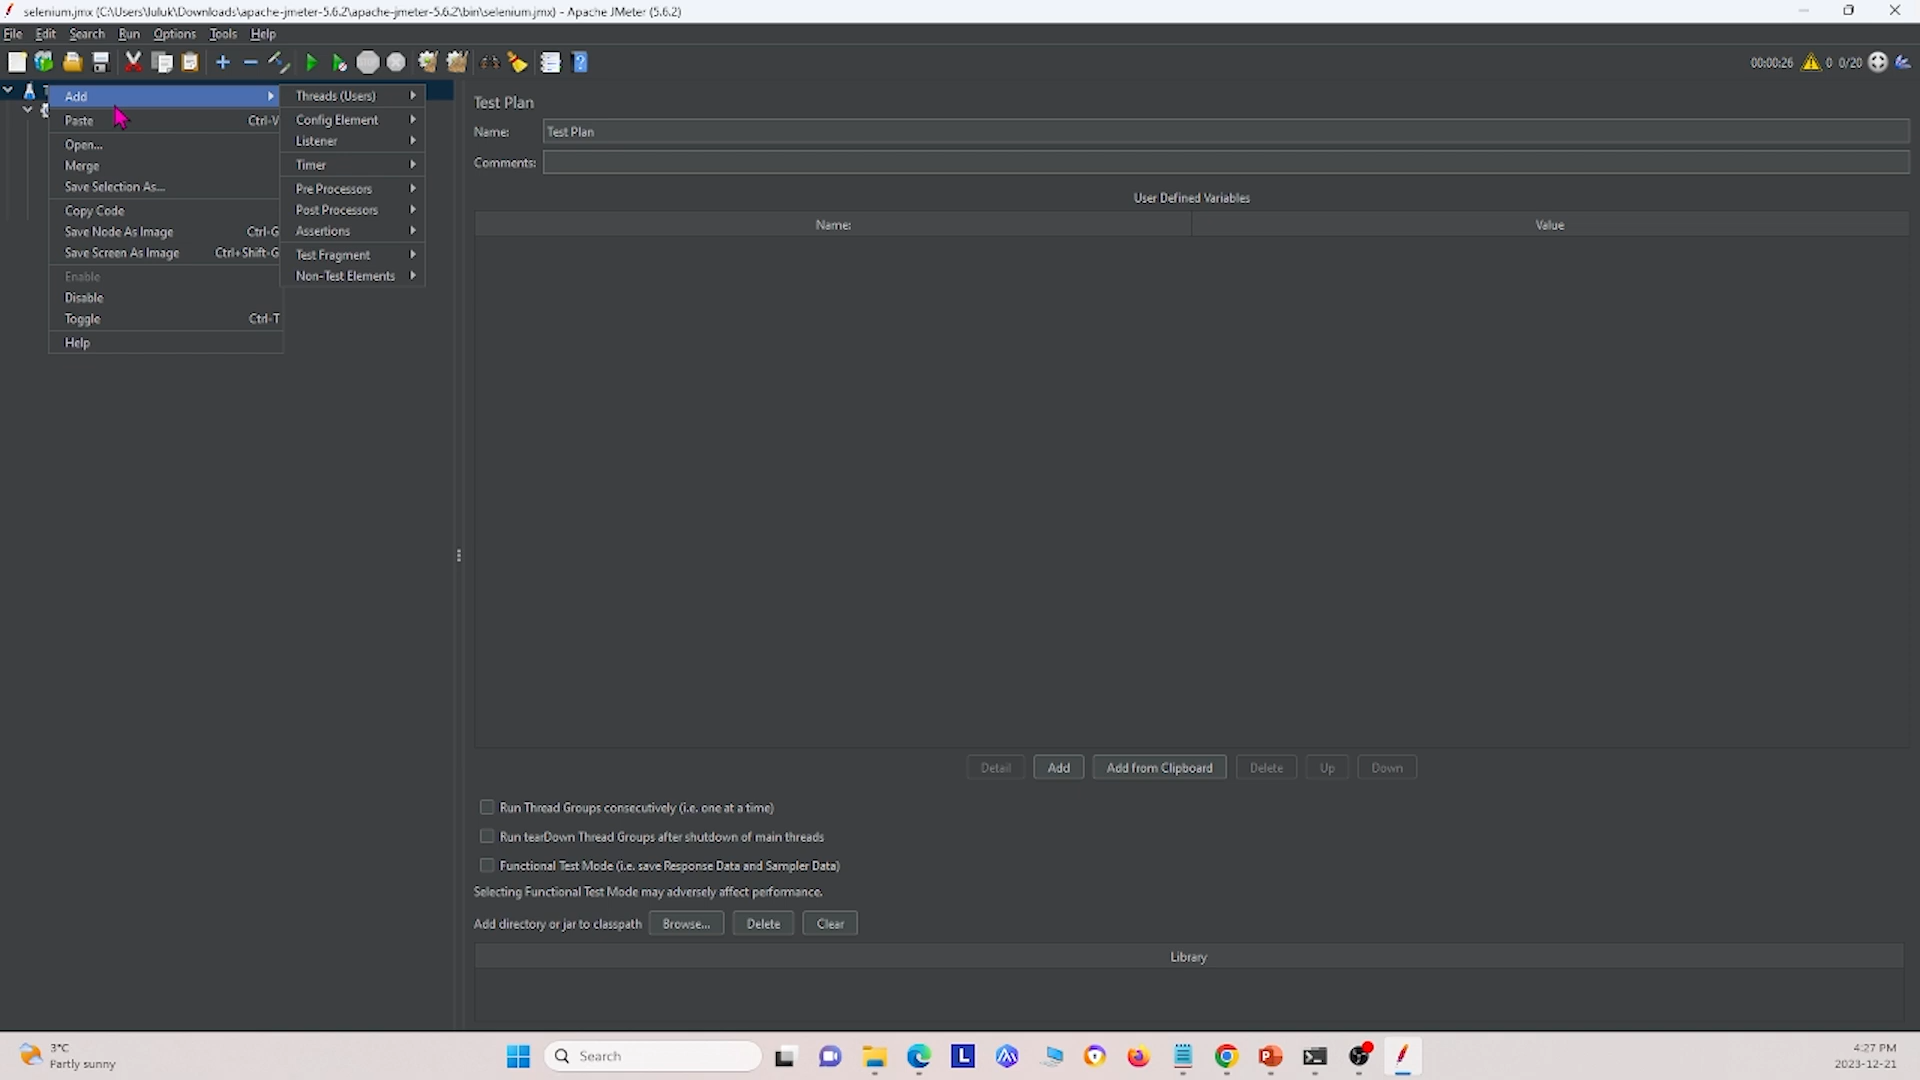 selenium.jmx (C:\Users\luluk\Downloads\apache-jmeter-5.6.2\apache-jmeter-5.6.2\bin\selenium.jmx) - Apache JMeter (5.6.2)
File Edit Search Run Options Tools Help
00:00:26 0 0/20
Add
Paste Ctrl-V
Open...
Merge
Save Selection As...
Copy Code
Save Node As Image Ctrl-G
Save Screen As Image Ctrl+Shift-G
Enable
Disable
Toggle Ctrl-T
Help
Threads (Users)
Config Element
Listener
Timer
Pre Processors
Post Processors
Assertions
Test Fragment
Non-Test Elements
Test Plan
Name: Test Plan
Comments:
User Defined Variables
Name: Value
Detail Add Add from Clipboard Delete Up Down
Run Thread Groups consecutively (i.e. one at a time)
Run tearDown Thread Groups after shutdown of main threads
Functional Test Mode (i.e. save Response Data and Sampler Data)
Selecting Functional Test Mode may adversely affect performance.
Add directory or jar to classpath Browse... Delete Clear
Library
3°C
Partly sunny
Search
L
4:27 PM
2023-12-21